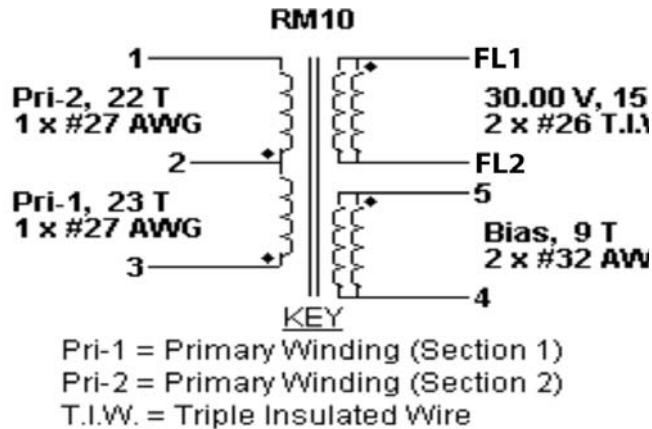 RM10
1
Pri-2, 22 T
1 x #27 AWG
2
Pri-1, 23 T
1 x #27 AWG
3
FL1
30.00 V, 15
2 x #26 T.I.
FL2
5
Bias, 9 T
2 x #32 AW
4
KEY
Pri-1 = Primary Winding (Section 1)
Pri-2 = Primary Winding (Section 2)
T.I.W. = Triple Insulated Wire